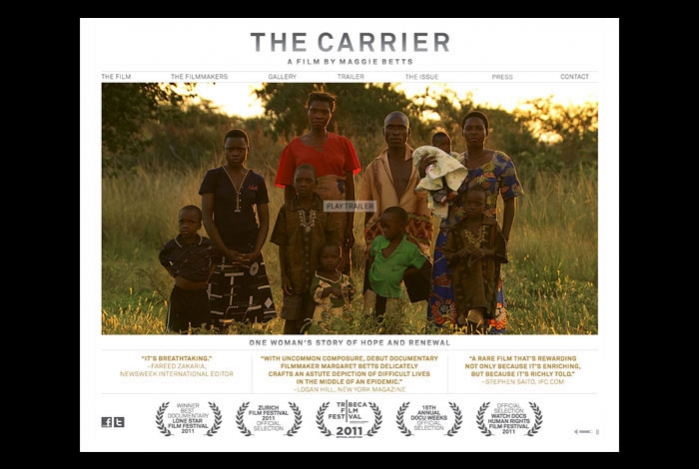 THE CARRIER
A FILM BY MAGGIE BETTS
THE FILM THE FILMMAKERS GALLERY TRAILER THE ISSUE PRESS CONTACT
PLAY TRAILER
ONE WOMAN'S STORY OF HOPE AND RENEWAL
"IT'S BREATHTAKING."
–FAREED ZAKARIA,
NEWSWEEK INTERNATIONAL EDITOR
"WITH UNCOMMON COMPOSURE, DEBUT DOCUMENTARY
FILMMAKER MARGARET BETTS DELICATELY
CRAFTS AN ASTUTE DEPICTION OF DIFFICULT LIVES
IN THE MIDDLE OF AN EPIDEMIC."
–LOGAN HILL, NEW YORK MAGAZINE
"A RARE FILM THAT'S REWARDING
NOT ONLY BECAUSE IT'S ENRICHING,
BUT BECAUSE IT'S RICHLY TOLD."
–STEPHEN SAITO, IFC.COM
WINNER
BEST
DOCUMENTARY
LONE STAR
FILM FESTIVAL
2011
ZURICH
FILM FESTIVAL
2011
OFFICIAL
SELECTION
TRIBECA
FILM
FESTIVAL
2011
OFFICIAL SELECTION
15TH
ANNUAL
DOCUWEEKS
OFFICIAL
SELECTION
OFFICIAL
SELECTION
WATCH DOCS
HUMAN RIGHTS
FILM FESTIVAL
2011